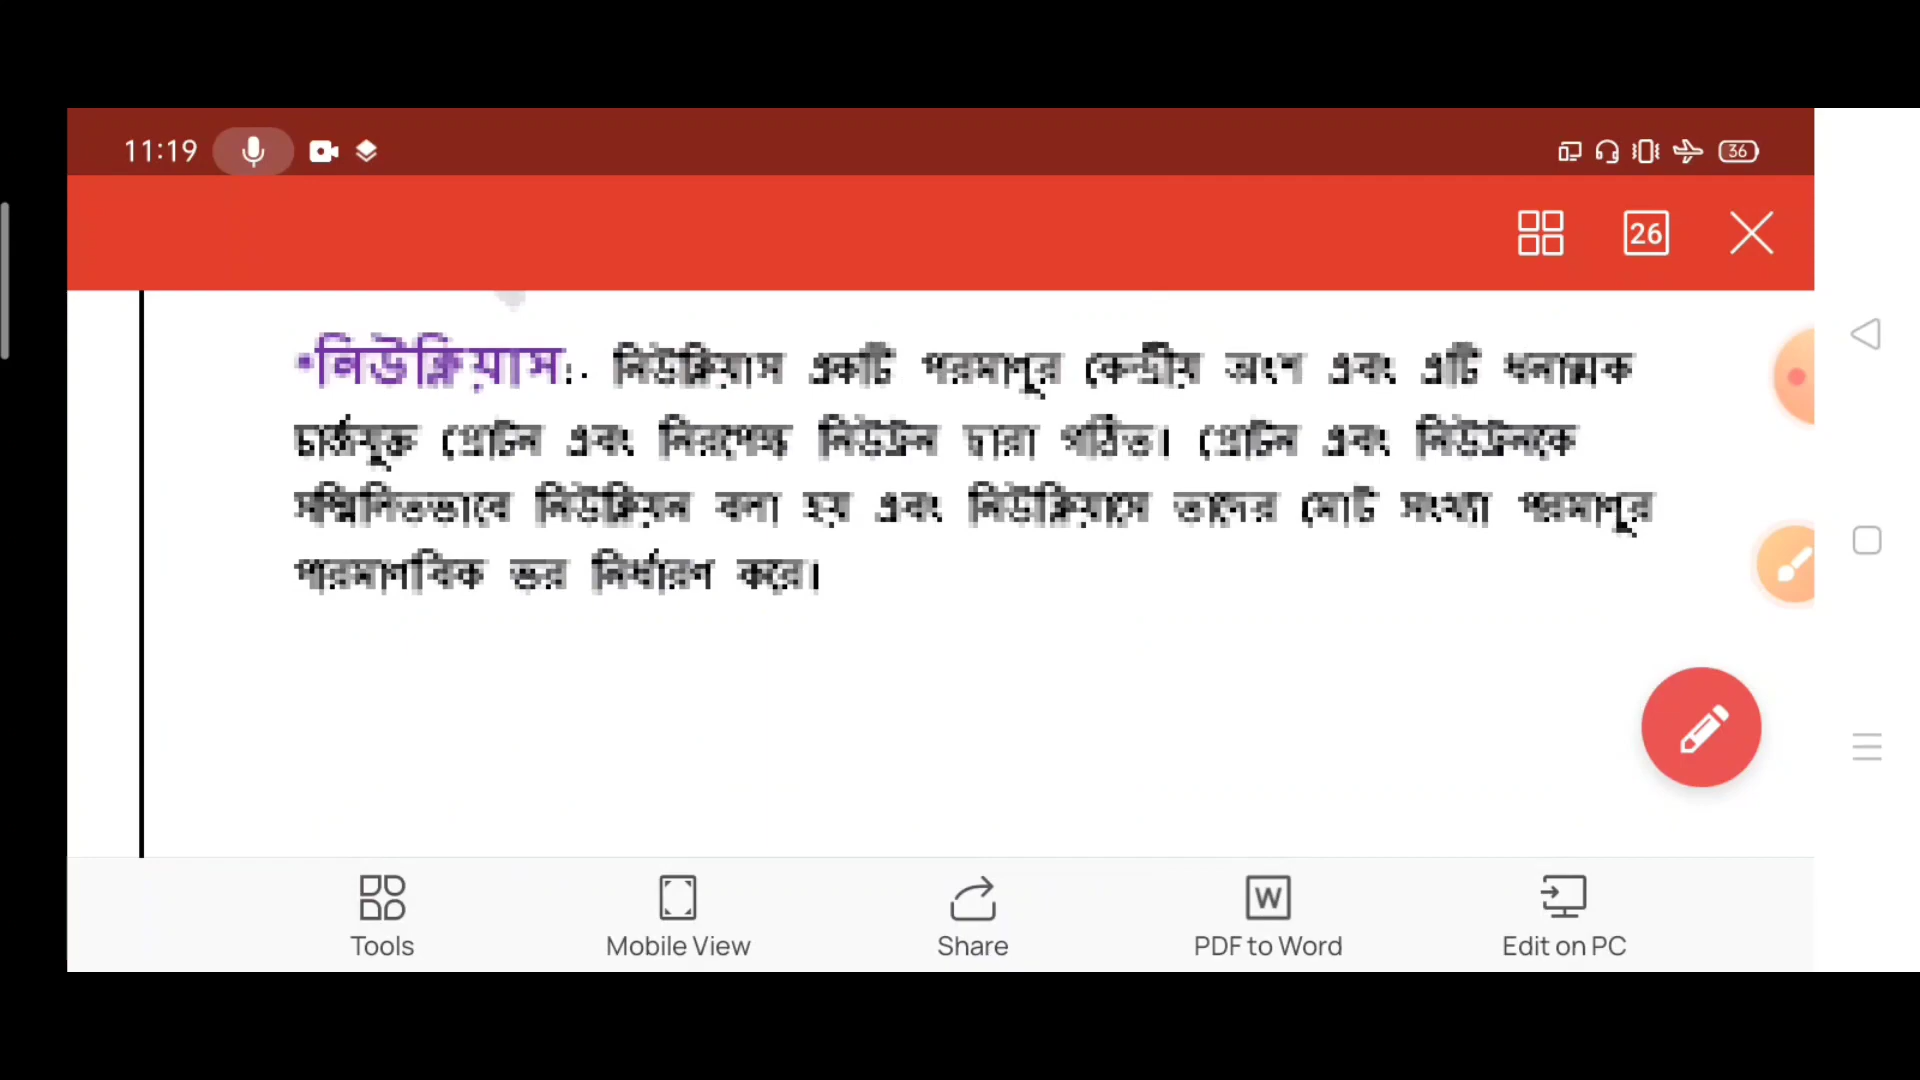 11:19
36
26
•নিউক্লিয়াস:. নিউক্লিয়াস একটি পরমাণুর কেন্দ্রীয় অংশ এবং এটি ধনাত্মক
চার্জযুক্ত প্রোটন এবং নিরপেক্ষ নিউট্রন দ্বারা গঠিত। প্রোটন এবং নিউট্রনকে
সম্মিলিতভাবে নিউক্লিয়ন বলা হয় এবং নিউক্লিয়াসে তাদের মোট সংখ্যা পরমাণুর
পারমাণবিক ভর নির্ধারণ করে।
Tools
Mobile View
Share
W
PDF to Word
Edit on PC